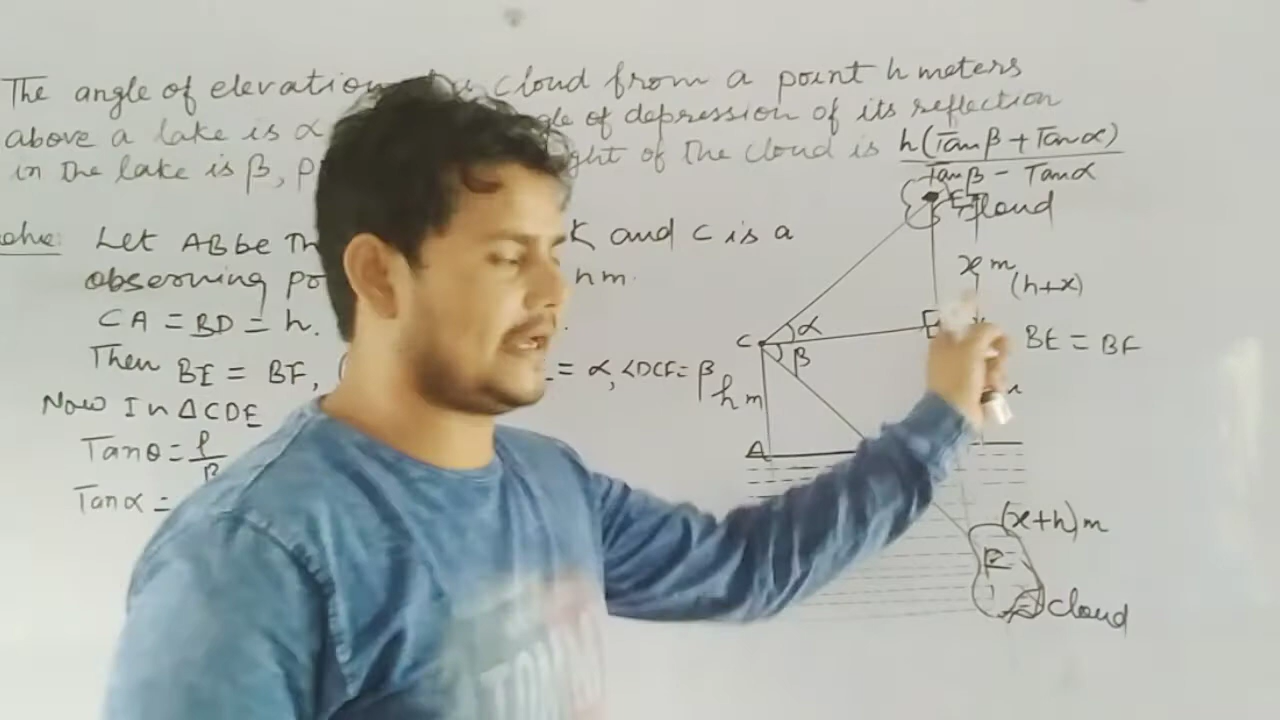 The angle of elevation cloud from a point h meters
above a lake is α gle of depression of its reflection
in the lake is β, ght of the cloud is h(Tanβ + Tanα)
Tanβ - Tanα
Let AB be Th K and C is a
observing po hm.
CA = BD = h.
Then BE = BF, = α, ∠DCF = β
Now In ΔCDE
Tanθ = P
B
Tanα =
E
cloud
x m
(h+x)
α
C
E
BE = BF
β
h m
x
A
(x+h)m
F
cloud
TOMM